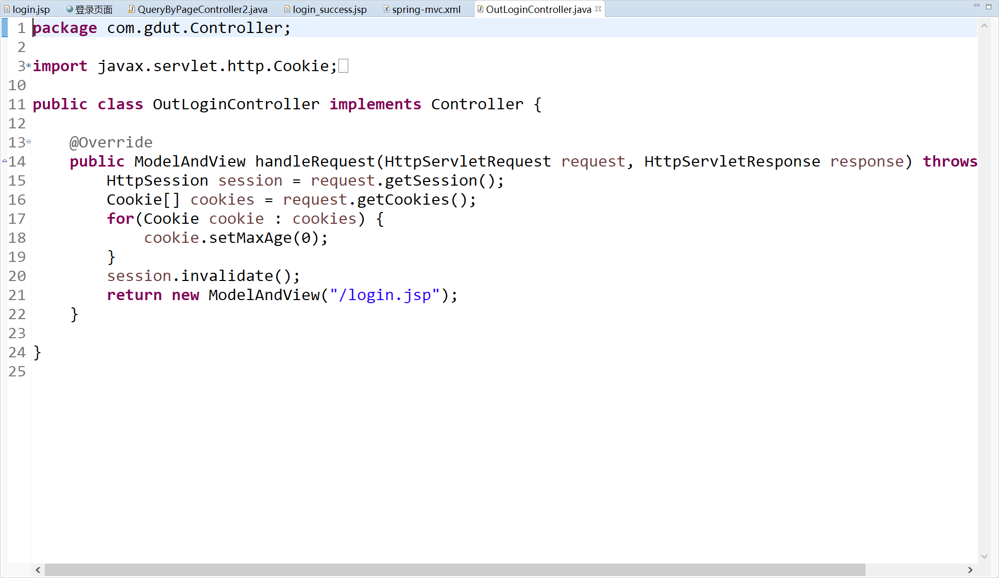 login.jsp 登录页面 QueryByPageController2.java login_success.jsp spring-mvc.xml OutLoginController.java
1 package com.gdut.Controller;
2
3 import javax.servlet.http.Cookie;
10
11 public class OutLoginController implements Controller {
12
13 @Override
14 public ModelAndView handleRequest(HttpServletRequest request, HttpServletResponse response) throws
15 HttpSession session = request.getSession();
16 Cookie[] cookies = request.getCookies();
17 for(Cookie cookie : cookies) {
18 cookie.setMaxAge(0);
19 }
20 session.invalidate();
21 return new ModelAndView("/login.jsp");
22 }
23
24 }
25